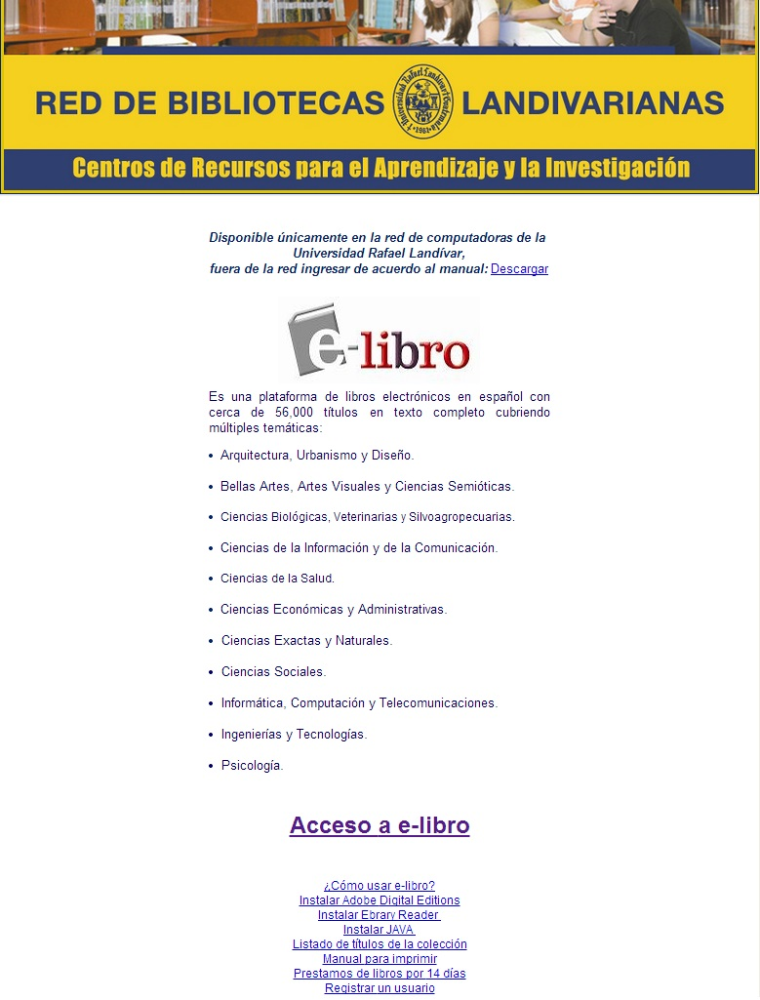 RED DE BIBLIOTECAS LANDIVARIANAS
Centros de Recursos para el Aprendizaje y la Investigación
Disponible únicamente en la red de computadoras de la
Universidad Rafael Landívar,
fuera de la red ingresar de acuerdo al manual: Descargar
e-libro
Es una plataforma de libros electrónicos en español con
cerca de 56,000 títulos en texto completo cubriendo
múltiples temáticas:
• Arquitectura, Urbanismo y Diseño.
• Bellas Artes, Artes Visuales y Ciencias Semióticas.
• Ciencias Biológicas, Veterinarias y Silvoagropecuarias.
• Ciencias de la Información y de la Comunicación.
• Ciencias de la Salud.
• Ciencias Económicas y Administrativas.
• Ciencias Exactas y Naturales.
• Ciencias Sociales.
• Informática, Computación y Telecomunicaciones.
• Ingenierías y Tecnologías.
• Psicología.
Acceso a e-libro
¿Cómo usar e-libro?
Instalar Adobe Digital Editions
Instalar Ebrary Reader
Instalar JAVA
Listado de títulos de la colección
Manual para imprimir
Prestamos de libros por 14 días
Registrar un usuario